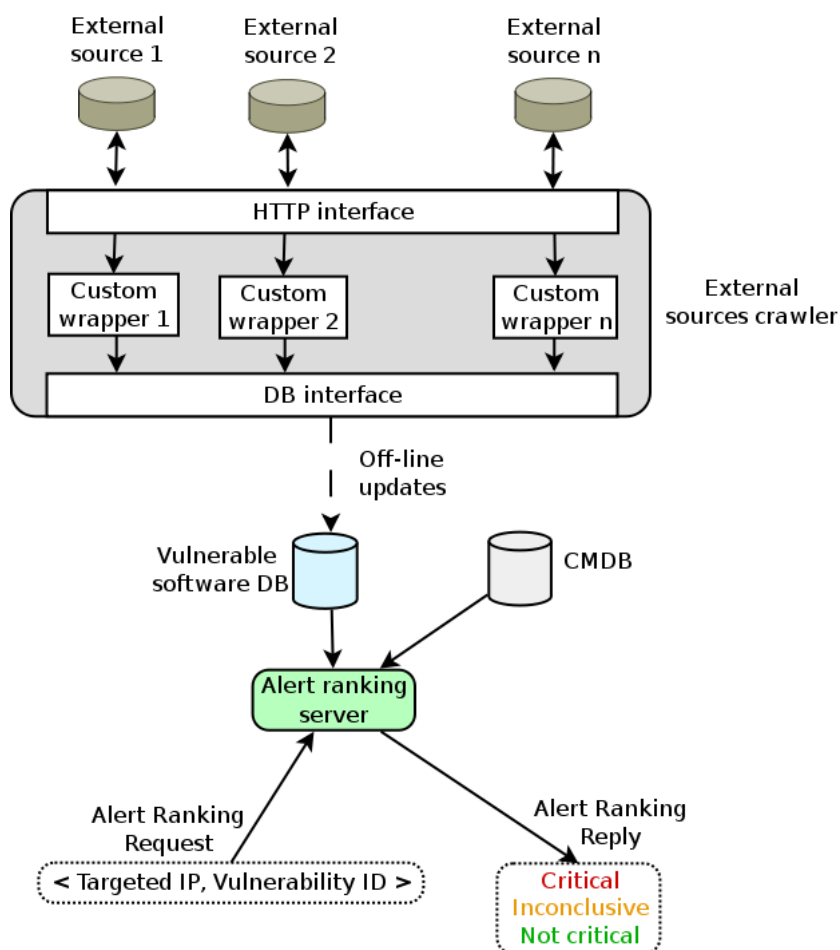 External
source 1
External
source 2
External
source n
HTTP interface
Custom
wrapper 1
Custom
wrapper 2
Custom
wrapper n
External
sources crawler
DB interface
Off-line
updates
Vulnerable
software DB
CMDB
Alert ranking
server
Alert Ranking
Request
Alert Ranking
Reply
< Targeted IP, Vulnerability ID >
Critical
Inconclusive
Not critical